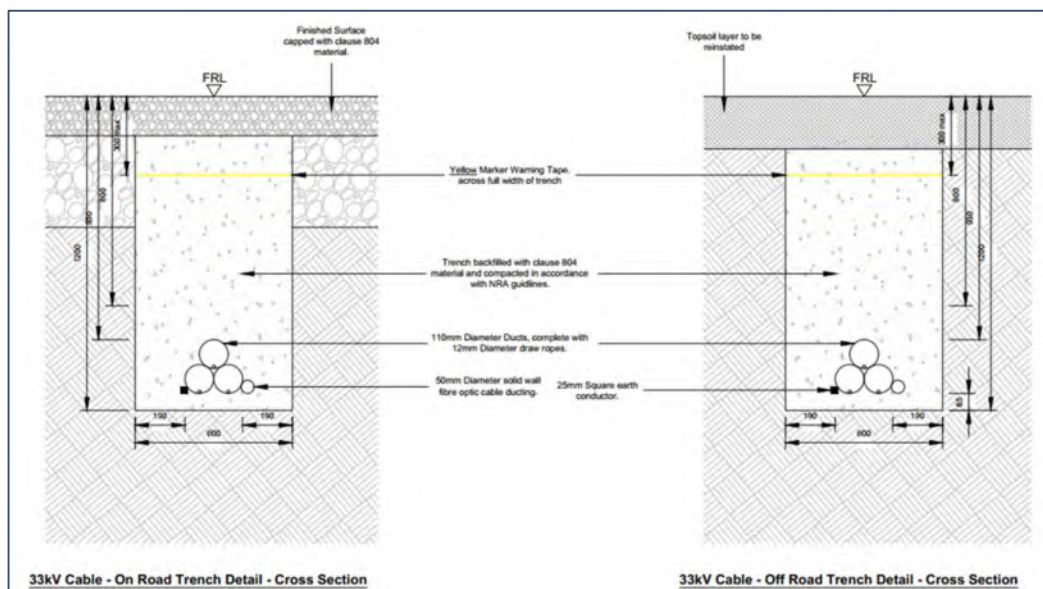 Finished Surface
capped with clause 804
material.
Topsoil layer to be
reinstated
FRL
FRL
300 max
800
930
1200
300 max
800
930
1200
Yellow Marker Warning Tape,
across full width of trench
Trench backfilled with clause 804
material and compacted in accordance
with NRA guidlines.
110mm Diameter Ducts, complete with
12mm Diameter draw ropes.
50mm Diameter solid wall
fibre optic cable ducting.
25mm Square earth
conductor.
65
190
190
600
190
190
600
33kV Cable - On Road Trench Detail - Cross Section
33kV Cable - Off Road Trench Detail - Cross Section